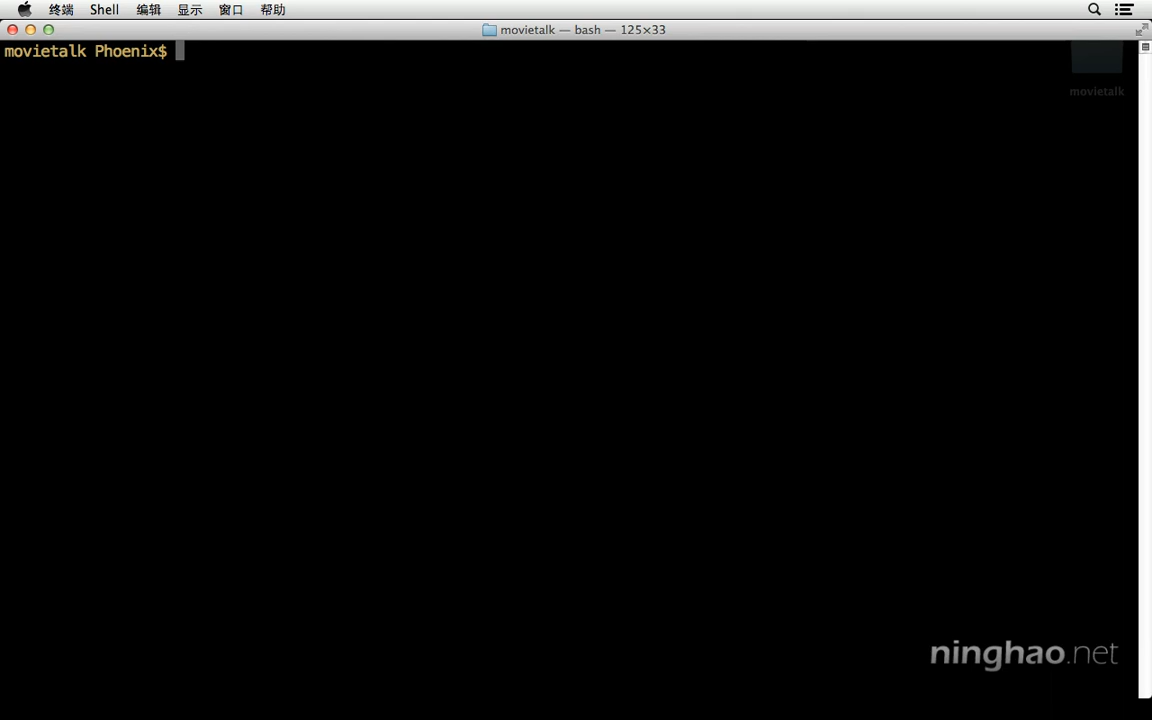 终端 Shell 编辑 显示 窗口 帮助
movietalk — bash — 125×33
movietalk Phoenix$
movietalk
ninghao.net